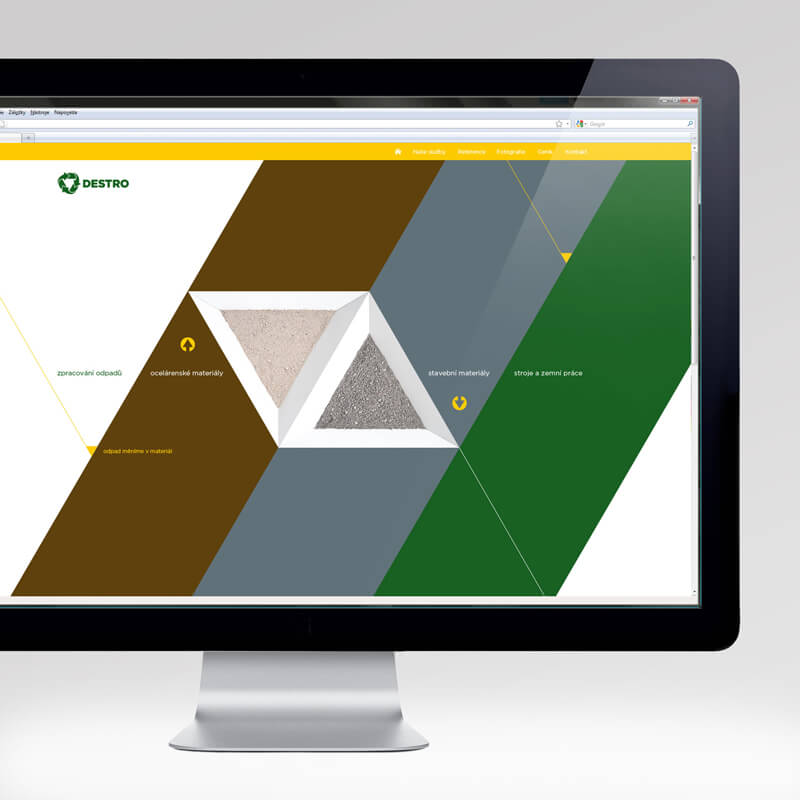 Záložky Nástroje Nápověda
Google
Naše služby Reference Fotografie Ceník Kontakt
DESTRO
zpracování odpadů ocelárenské materiály stavební materiály stroje a zemní práce
odpad měníme v materiál